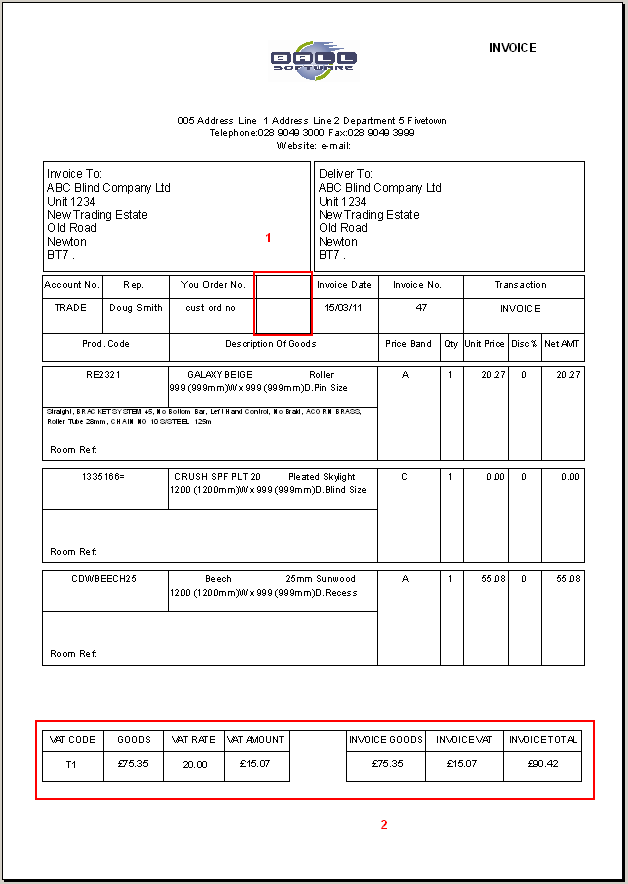 INVOICE
BALL
SOFTWARE
005 Address Line 1 Address Line 2 Department 5 Fivetown
Telephone:028 9049 3000 Fax:028 9049 3999
Website: e-mail:
Invoice To:
ABC Blind Company Ltd
Unit 1234
New Trading Estate
Old Road
Newton
BT7 .
Deliver To:
ABC Blind Company Ltd
Unit 1234
New Trading Estate
Old Road
Newton
BT7 .
1
Account No. Rep. You Order No. Invoice Date Invoice No. Transaction
TRADE Doug Smith cust ord no 15/03/11 47 INVOICE
Prod. Code Description Of Goods Price Band Qty Unit Price Disc % Net AMT
RE2321 GALAXY BEIGE Roller A 1 20.27 0 20.27
999 (999mm)W x 999 (999mm)D.Pin Size
Straight, BRACKET SYSTEM 45, No Bottom Bar, Left Hand Control, No Braid, ACORN BRASS,
Roller Tube 28mm, CHAIN NO 10 S/STEEL 125m
Room Ref:
1335166= CRUSH SPF PLT 20 Pleated Skylight C 1 0.00 0 0.00
1200 (1200mm)W x 999 (999mm)D.Blind Size
Room Ref:
CDWBEECH25 Beech 25mm Sunwood A 1 55.08 0 55.08
1200 (1200mm)W x 999 (999mm)D.Recess
Room Ref:
VAT CODE GOODS VAT RATE VAT AMOUNT INVOICE GOODS INVOICE VAT INVOICE TOTAL
T1 £75.35 20.00 £15.07 £75.35 £15.07 £90.42
2